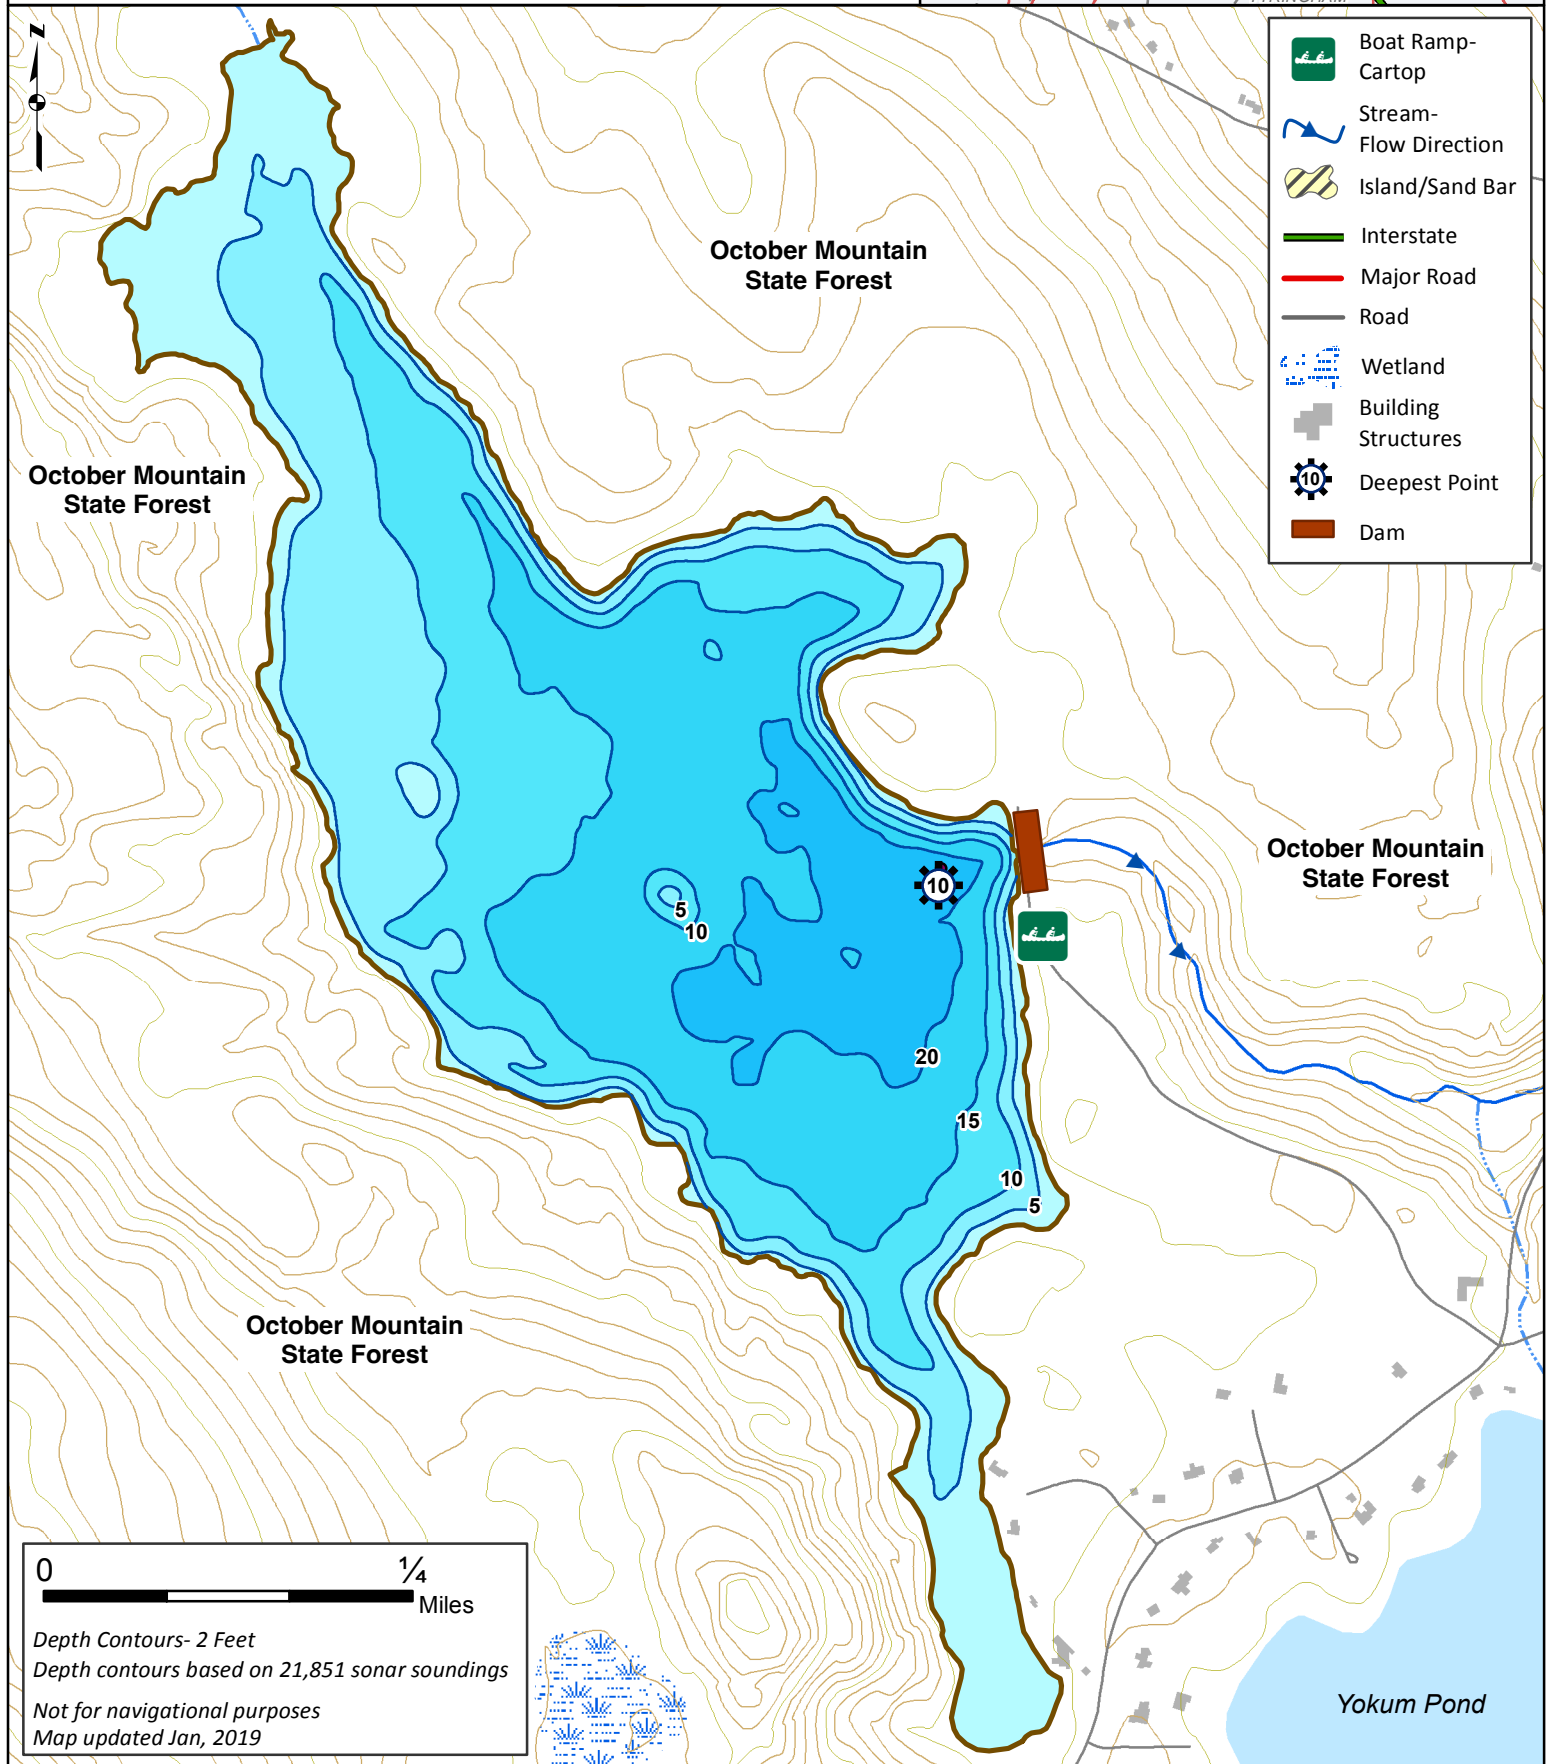 TYRINGHAM
N
Boat Ramp-
Cartop
Stream-
Flow Direction
Island/Sand Bar
Interstate
Major Road
Road
Wetland
Building
Structures
10
Deepest Point
Dam
October Mountain
State Forest
October Mountain
State Forest
October Mountain
State Forest
10
5
10
20
15
10
5
October Mountain
State Forest
0
¼
Miles
Depth Contours- 2 Feet
Depth contours based on 21,851 sonar soundings
Not for navigational purposes
Map updated Jan, 2019
Yokum Pond